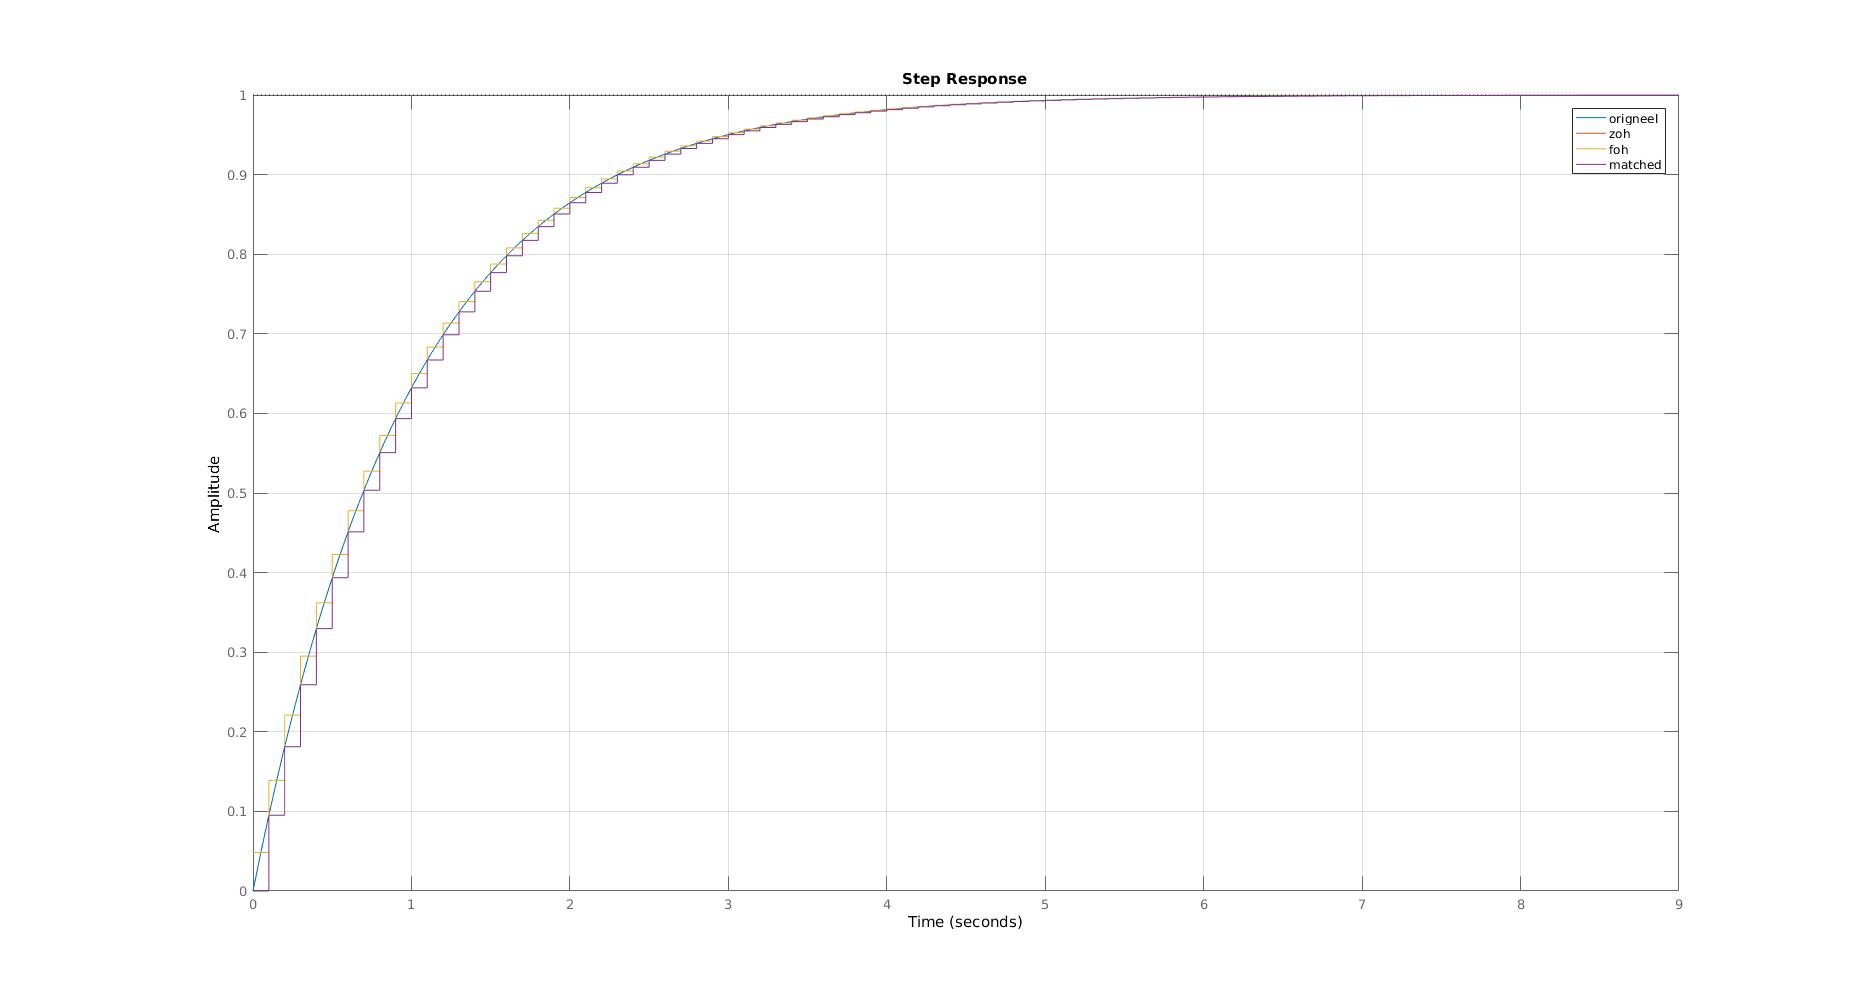 Step Response
1
0.9
0.8
0.7
0.6
0.5
0.4
0.3
0.2
0.1
0
Amplitude
origneel
zoh
foh
matched
0 1 2 3 4 5 6 7 8 9
Time (seconds)